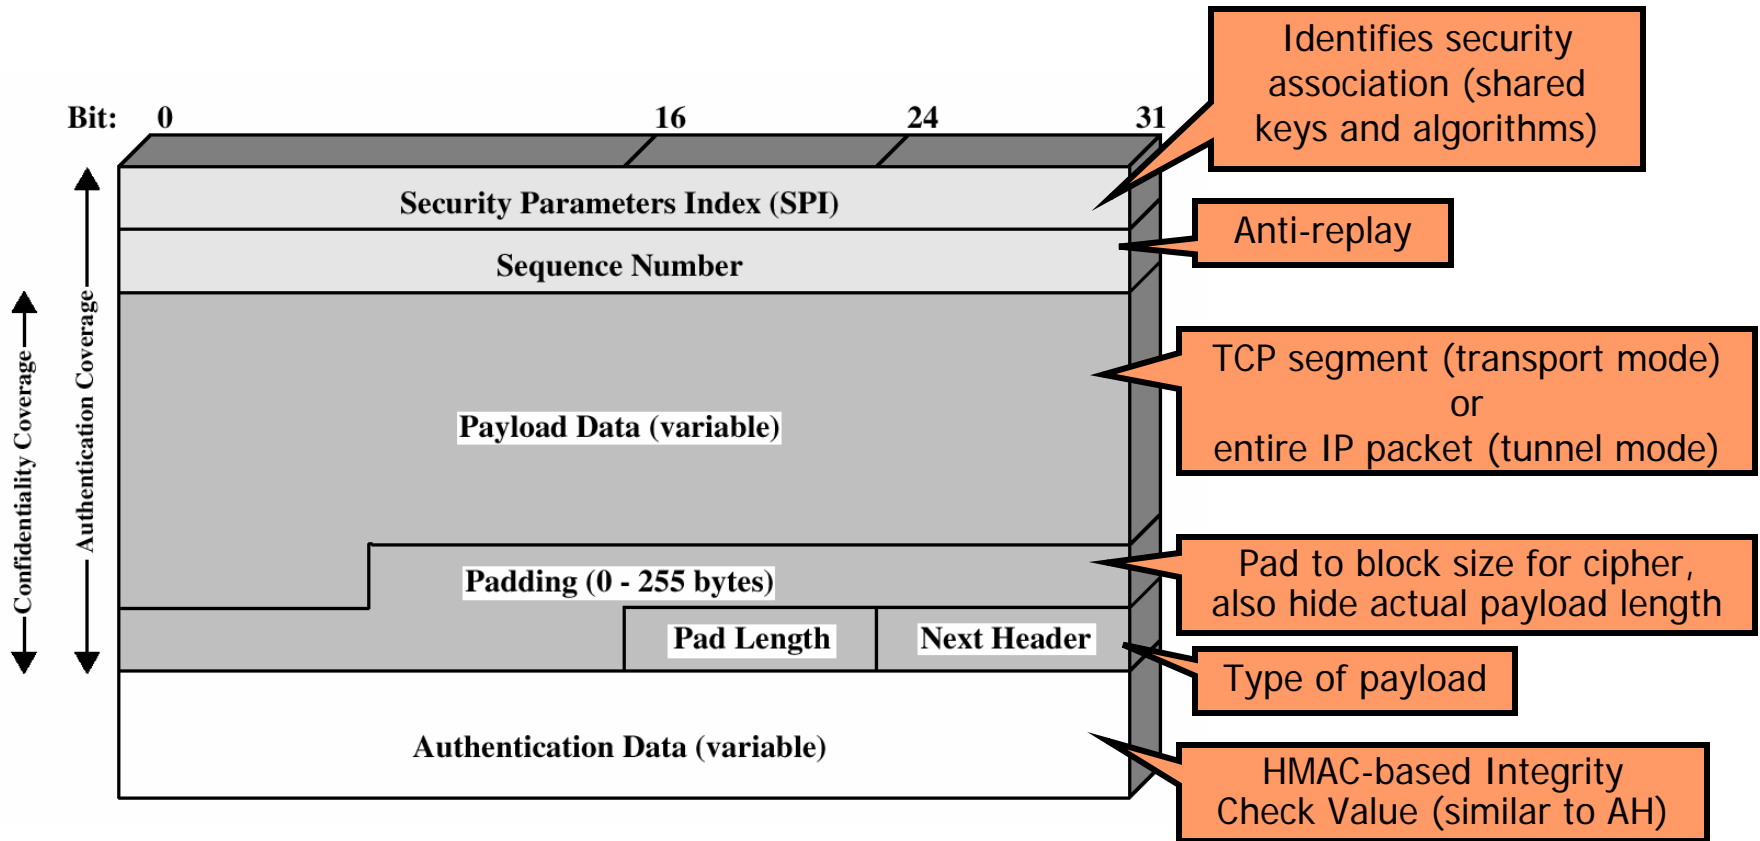 Identifies security
association (shared
keys and algorithms)
Bit: 0 16 24 31
Security Parameters Index (SPI)
Anti-replay
Sequence Number
Confidentiality Coverage
Authentication Coverage
TCP segment (transport mode)
or
entire IP packet (tunnel mode)
Payload Data (variable)
Pad to block size for cipher,
also hide actual payload length
Padding (0 - 255 bytes)
Pad Length
Next Header
Type of payload
Authentication Data (variable)
HMAC-based Integrity
Check Value (similar to AH)